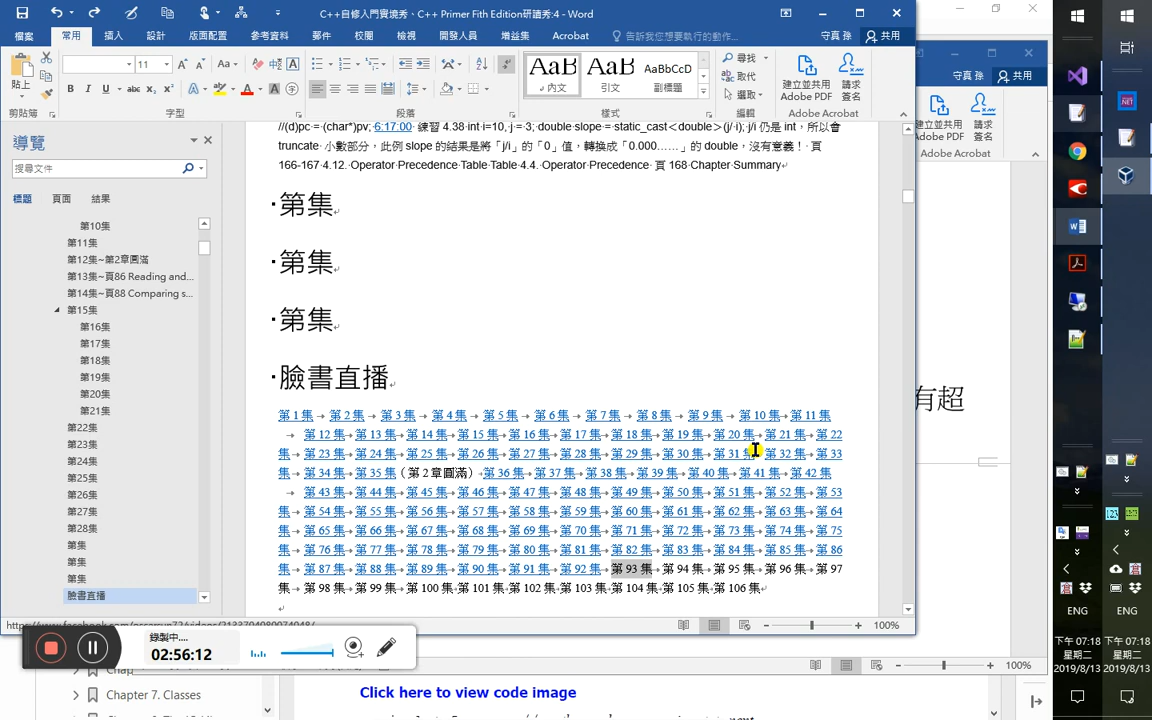 C++自修入門實境秀、C++ Primer Fith Edition研讀秀:4 - Word
檔案 常用 插入 設計 版面配置 參考資料 郵件 校閱 檢視 開發人員 增益集 Acrobat 告訴我您想要執行的動作... 守真 孫 共用
守真 孫 共用
貼上
11
尋找
取代
選取
AaB AaB AaBbCcD
內文 引文 副標題
建立並共用 Adobe PDF
請求簽名
剪貼簿 字型 段落 樣式 編輯 Adobe Acrobat
建立並共用
Adobe PDF
請求
簽名
Adobe Acrobat
導覽
搜尋文件
標題 頁面 結果
第10集
第11集
第12集~第2章圓滿
第13集~頁86 Reading and...
第14集~頁88 Comparing s...
第15集
第16集
第17集
第18集
第19集
第20集
第21集
第22集
第23集
第24集
第25集
第26集
第27集
第28集
第集
第集
第集
臉書直播
//(d)pc = (char*)pv; 6:17:00 練習 4.38 int i=10, j = 3; double slope = static_cast<double>(j/ i); j/i 仍是 int，所以會
truncate 小數部分，此例 slope 的結果是將「j/i」的「0」值，轉換成「0.000……」的 double，沒有意義！ 頁
166-167 4.12. Operator Precedence Table Table 4.4. Operator Precedence 頁 168 Chapter Summary
第集
第集
第集
臉書直播
第 1 集 → 第 2 集 → 第 3 集 → 第 4 集 → 第 5 集 → 第 6 集 → 第 7 集 → 第 8 集 → 第 9 集 → 第 10 集 → 第 11 集
→ 第 12 集 → 第 13 集 → 第 14 集 → 第 15 集 → 第 16 集 → 第 17 集 → 第 18 集 → 第 19 集 → 第 20 集 → 第 21 集 → 第 22
集 → 第 23 集 → 第 24 集 → 第 25 集 → 第 26 集 → 第 27 集 → 第 28 集 → 第 29 集 → 第 30 集 → 第 31 集 → 第 32 集 → 第 33
集 → 第 34 集 → 第 35 集（第 2 章圓滿）第 36 集 → 第 37 集 → 第 38 集 → 第 39 集 → 第 40 集 → 第 41 集 → 第 42 集
→ 第 43 集 → 第 44 集 → 第 45 集 → 第 46 集 → 第 47 集 → 第 48 集 → 第 49 集 → 第 50 集 → 第 51 集 → 第 52 集 → 第 53
集 → 第 54 集 → 第 55 集 → 第 56 集 → 第 57 集 → 第 58 集 → 第 59 集 → 第 60 集 → 第 61 集 → 第 62 集 → 第 63 集 → 第 64
集 → 第 65 集 → 第 66 集 → 第 67 集 → 第 68 集 → 第 69 集 → 第 70 集 → 第 71 集 → 第 72 集 → 第 73 集 → 第 74 集 → 第 75
集 → 第 76 集 → 第 77 集 → 第 78 集 → 第 79 集 → 第 80 集 → 第 81 集 → 第 82 集 → 第 83 集 → 第 84 集 → 第 85 集 → 第 86
集 → 第 87 集 → 第 88 集 → 第 89 集 → 第 90 集 → 第 91 集 → 第 92 集 → 第 93 集 → 第 94 集 → 第 95 集 → 第 96 集 → 第 97
集 → 第 98 集 → 第 99 集 → 第 100 集 → 第 101 集 → 第 102 集 → 第 103 集 → 第 104 集 → 第 105 集 → 第 106 集
有超
100%
錄製中....
02:56:12
100%
Chapter 7. Classes
Click here to view code image
ENG ENG
下午 07:18 下午 07:18
星期二 星期二
2019/8/13 2019/8/13